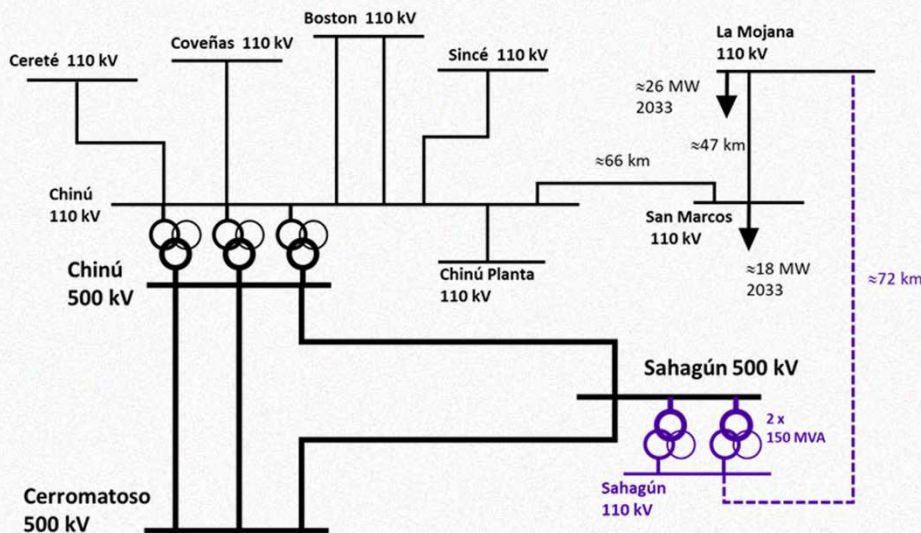 Boston 110 kV
Coveñas 110 kV
Cereté 110 kV
Sincé 110 kV
La Mojana
110 kV
≈26 MW
2033
≈47 km
≈66 km
Chinú
110 kV
San Marcos
110 kV
Chinú Planta
110 kV
≈18 MW
2033
≈72 km
Chinú
500 kV
Sahagún 500 kV
2 x
150 MVA
Sahagún
110 kV
Cerromatoso
500 kV